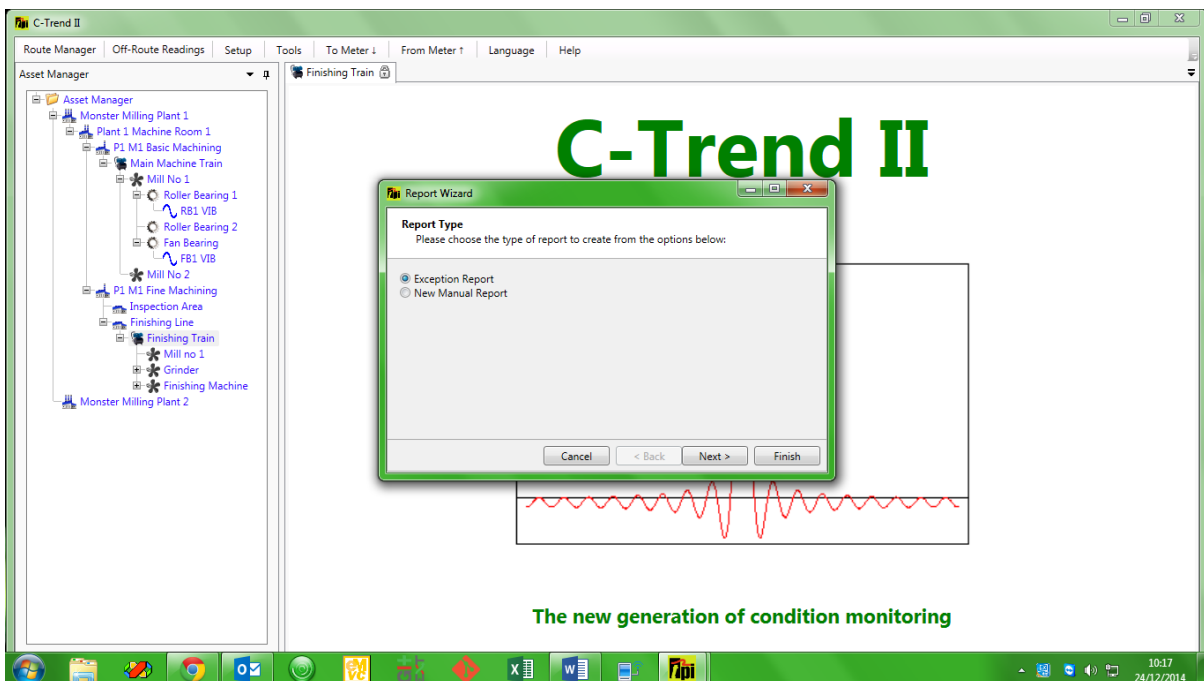 C-Trend II
Route Manager Off-Route Readings Setup Tools To Meter ↓ From Meter ↑ Language Help
Asset Manager
Finishing Train
Asset Manager
Monster Milling Plant 1
Plant 1 Machine Room 1
P1 M1 Basic Machining
Main Machine Train
Mill No 1
Roller Bearing 1
RB1 VIB
Roller Bearing 2
Fan Bearing
FB1 VIB
Mill No 2
P1 M1 Fine Machining
Inspection Area
Finishing Line
Finishing Train
Mill no 1
Grinder
Finishing Machine
Monster Milling Plant 2
C-Trend II
Report Wizard
Report Type
Please choose the type of report to create from the options below:
Exception Report
New Manual Report
Cancel < Back Next > Finish
The new generation of condition monitoring
10:17
24/12/2014